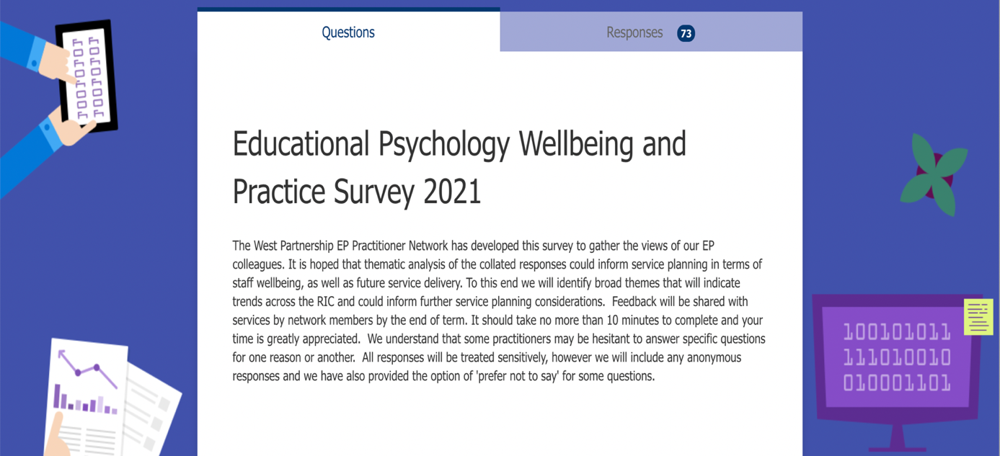 Questions
Responses 73
Educational Psychology Wellbeing and
Practice Survey 2021
The West Partnership EP Practitioner Network has developed this survey to gather the views of our EP
colleagues. It is hoped that thematic analysis of the collated responses could inform service planning in terms of
staff wellbeing, as well as future service delivery. To this end we will identify broad themes that will indicate
trends across the RIC and could inform further service planning considerations.  Feedback will be shared with
services by network members by the end of term. It should take no more than 10 minutes to complete and your
time is greatly appreciated.  We understand that some practitioners may be hesitant to answer specific questions
for one reason or another.  All responses will be treated sensitively, however we will include any anonymous
responses and we have also provided the option of 'prefer not to say' for some questions.
100101011
111010010
010001101